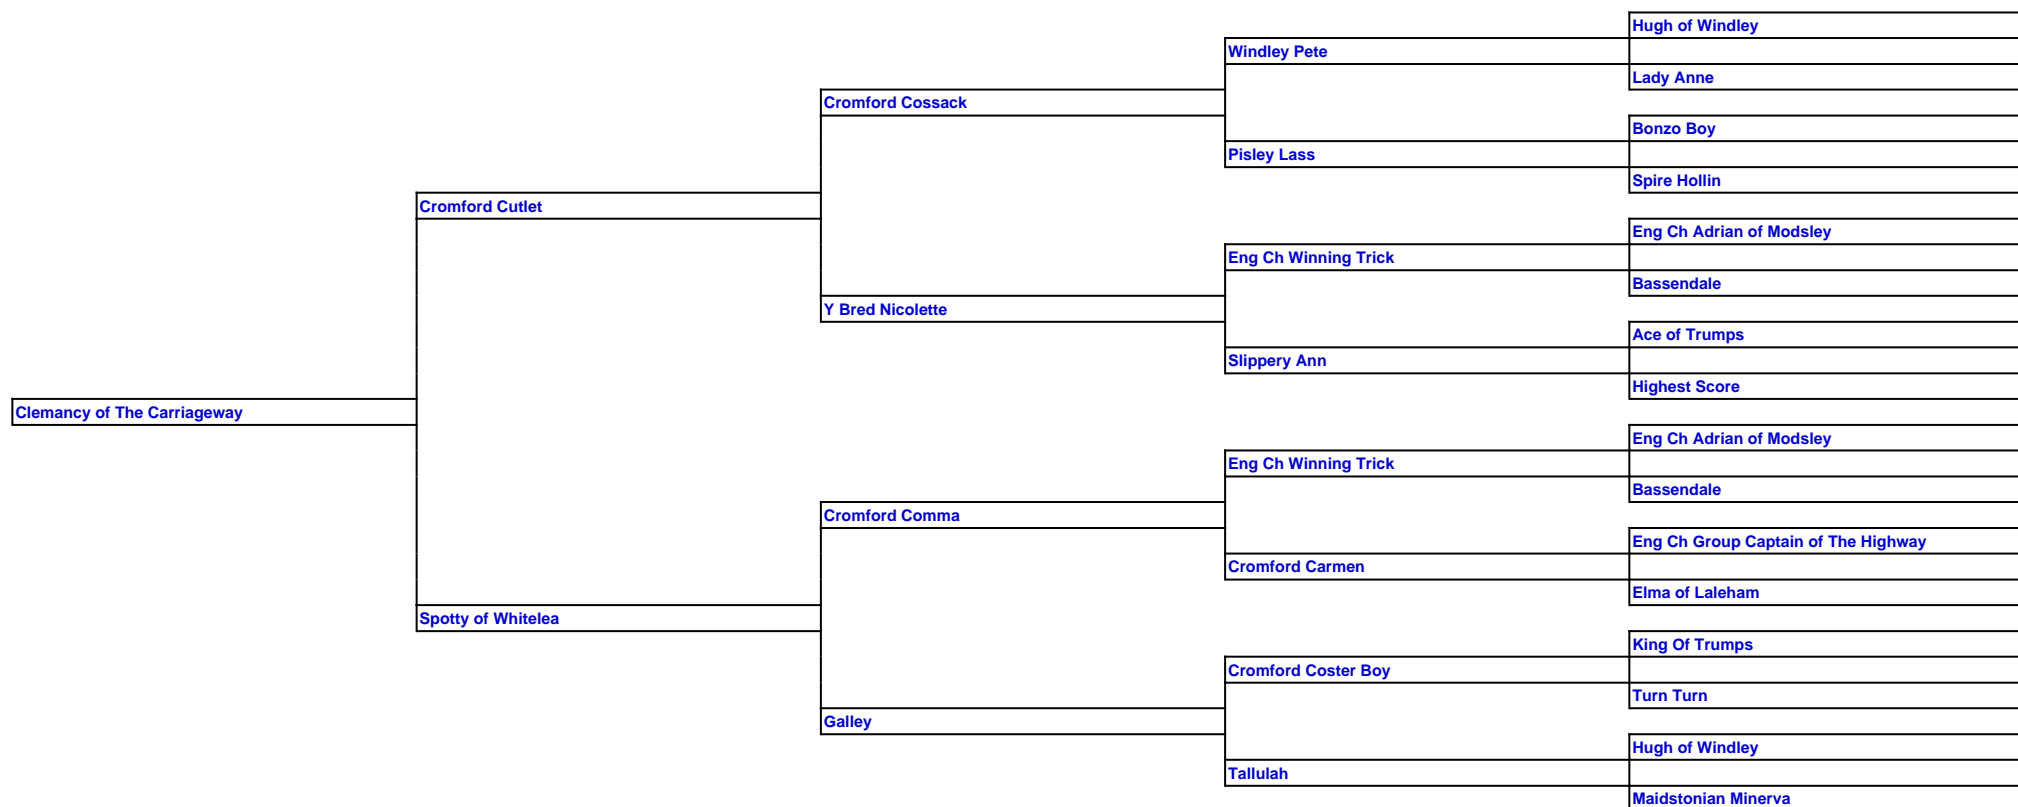 Hugh of Windley
Windley Pete
Lady Anne
Cromford Cossack
Bonzo Boy
Pisley Lass
Spire Hollin
Cromford Cutlet
Eng Ch Adrian of Modsley
Eng Ch Winning Trick
Bassendale
Y Bred Nicolette
Ace of Trumps
Slippery Ann
Highest Score
Clemancy of The Carriageway
Eng Ch Adrian of Modsley
Eng Ch Winning Trick
Bassendale
Cromford Comma
Eng Ch Group Captain of The Highway
Cromford Carmen
Elma of Laleham
Spotty of Whitelea
King Of Trumps
Cromford Coster Boy
Turn Turn
Galley
Hugh of Windley
Tallulah
Maidstonian Minerva